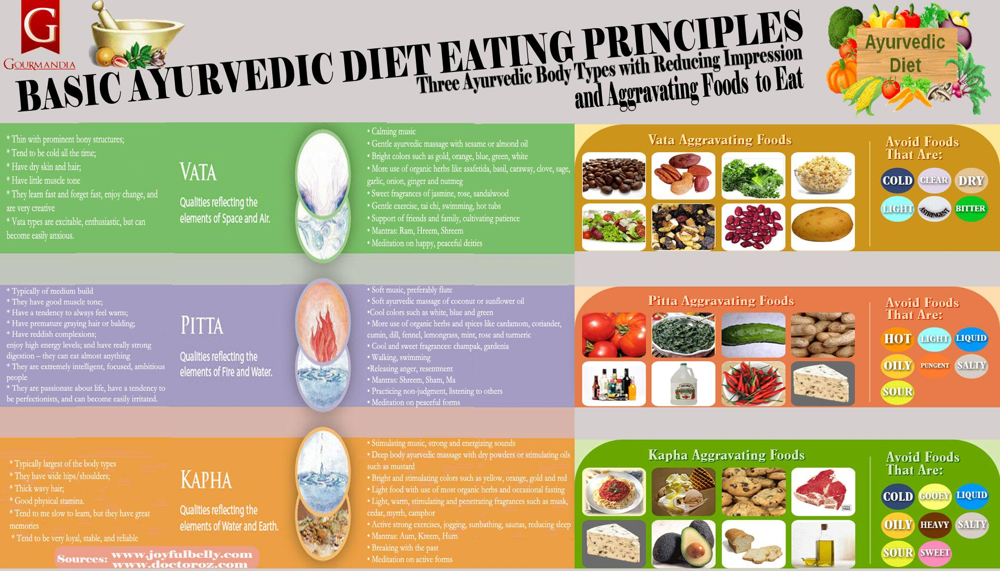 G
GOURMANDIA
BASIC AYURVEDIC DIET EATING PRINCIPLES
Three Ayurvedic Body Types with Reducing Impression
and Aggravating Foods to Eat
Ayurvedic
Diet
* Thin with prominent bony structures;
* Tend to be cold all the time;
* Have dry skin and hair;
* Have little muscle tone
* They learn fast and forget fast, enjoy change, and
are very creative
* Vata types are excitable, enthusiastic, but can
become easily anxious.
VATA
Qualities reflecting the
elements of Space and Air.
• Calming music
• Gentle ayurvedic massage with sesame or almond oil
• Bright colors such as gold, orange, blue, green, white
• More use of organic herbs like asafetida, basil, caraway, clove, sage,
garlic, onion, ginger and nutmeg
• Sweet fragrances of jasmine, rose, sandalwood
• Gentle exercise, tai chi, swimming, hot tubs
• Support of friends and family, cultivating patience
• Mantras: Ram, Hreem, Shreem
• Meditation on happy, peaceful deities
Vata Aggravating Foods
Avoid Foods
That Are:
COLD CLEAR DRY
LIGHT ASTRINGENT BITTER
* Typically of medium build
* They have good muscle tone;
* Have a tendency to always feel warm;
* Have premature graying hair or balding;
* Have reddish complexions;
enjoy high energy levels; and have really strong
digestion – they can eat almost anything
* They are extremely intelligent, focused, ambitious
people
* They are passionate about life, have a tendency to
be perfectionists, and can become easily irritated.
PITTA
Qualities reflecting the
elements of Fire and Water.
• Soft music, preferably flute
• Soft ayurvedic massage of coconut or sunflower oil
•Cool colors such as white, blue and green
• More use of organic herbs and spices like cardamom, coriander,
cumin, dill, fennel, lemongrass, mint, rose and turmeric
• Cool and sweet fragrances: champak, gardenia
• Walking, swimming
•Releasing anger, resentment
• Mantras: Shreem, Sham, Ma
• Practicing non-judgment, listening to others
• Meditation on peaceful forms
Pitta Aggravating Foods
HEINZ
Avoid Foods
That Are:
HOT LIGHT LIQUID
OILY PUNGENT SALTY
SOUR
* Typically largest of the body types
* They have wide hips/shoulders;
* Thick wavy hair;
* Good physical stamina.
* Tend to me slow to learn, but they have great
memories
* Tend to be very loyal, stable, and reliable
KAPHA
Qualities reflecting the
elements of Water and Earth.
• Stimulating music, strong and energizing sounds
• Deep body ayurvedic massage with dry powders or stimulating oils
such as mustard
• Bright and stimulating colors such as yellow, orange, gold and red
• Light food with use of most organic herbs and occasional fasting
• Light, warm, stimulating and penetrating fragrances such as musk,
cedar, myrrh, camphor
• Active strong exercises, jogging, sunbathing, saunas, reducing sleep
• Mantras: Aum, Kreem, Hum
• Breaking with the past
• Meditation on active forms
Kapha Aggravating Foods
USDA
PRIME
Avoid Foods
That Are:
COLD GOOEY LIQUID
OILY HEAVY SALTY
SOUR SWEET
Sources: www.joyfulbelly.com
www.doctoroz.com